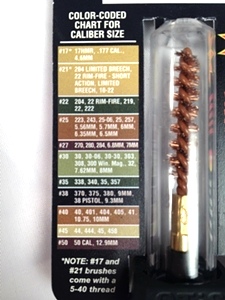 COLOR-CODED
CHART FOR
CALIBER SIZE
#17* 17HMR, .177 CAL.,
4.6MM
#21* 204 LIMITED BREECH,
22 RIM-FIRE - SHORT
ACTION, LIMITED
BREECH, 10-22
#22 204, 22 RIM-FIRE, 219,
22, 222
#25 223, 243, 25-06, 25, 257,
5.56MM, 5.7MM, 6MM,
6.35MM, 6.5MM
#27 270, 280, 284, 6.8MM, 7MM
#30 30, 30-06, 30-30, 303,
308, 300 Win. Mag., 32,
7.62MM, 8MM
#35 338, 340, 35, 357
#38 370, 375, 380, 9MM,
38 PISTOL, 9.3MM
#40 40, 401, 404, 405, 41,
10.75, 10MM
#45 44, 444, 45, 458
#50 50 CAL, 12.9MM
*NOTE: #17 and
#21 brushes
come with a
5-40 thread